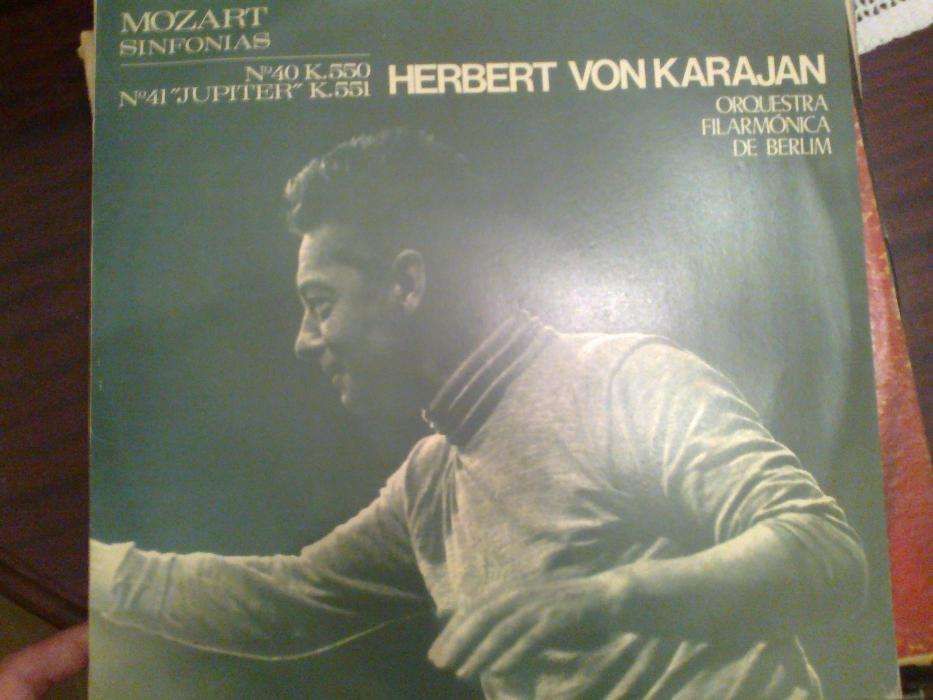 MOZART
SINFONIAS
Nº40 K.550
Nº41 "JUPITER" K.551
HERBERT VON KARAJAN
ORQUESTRA
FILARMÓNICA
DE BERLIM